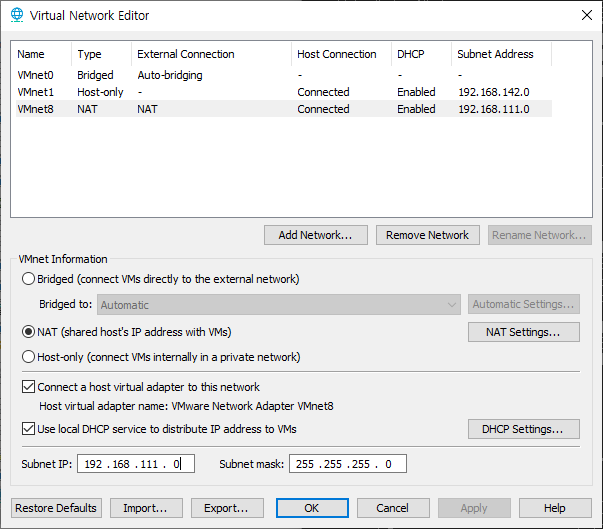 Virtual Network Editor
Name Type External Connection Host Connection DHCP Subnet Address
VMnet0 Bridged Auto-bridging - - -
VMnet1 Host-only - Connected Enabled 192.168.142.0
VMnet8 NAT NAT Connected Enabled 192.168.111.0
Add Network... Remove Network Rename Network...
VMnet Information
Bridged (connect VMs directly to the external network)
Bridged to: Automatic Automatic Settings...
NAT (shared host's IP address with VMs) NAT Settings...
Host-only (connect VMs internally in a private network)
Connect a host virtual adapter to this network
Host virtual adapter name: VMware Network Adapter VMnet8
Use local DHCP service to distribute IP address to VMs DHCP Settings...
Subnet IP: 192 . 168 . 111 . 0 Subnet mask: 255 . 255 . 255 . 0
Restore Defaults Import... Export... OK Cancel Apply Help